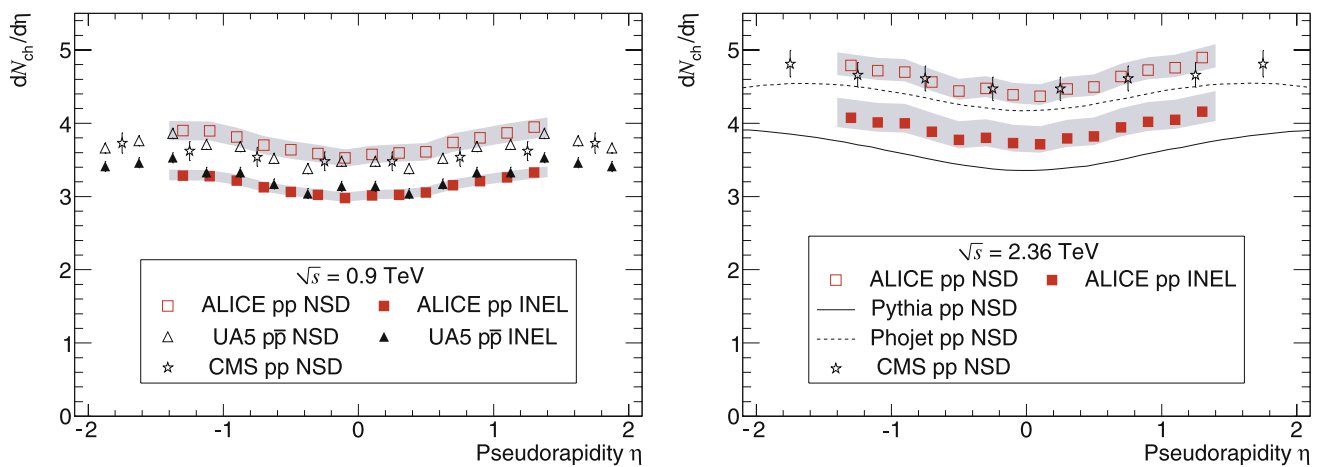 dN_ch/dη
5
4
3
2
1
0
−2 −1 0 1 2
Pseudorapidity η
√s = 0.9 TeV
ALICE pp NSD ALICE pp INEL
UA5 pp̅ NSD UA5 pp̅ INEL
CMS pp NSD
dN_ch/dη
5
4
3
2
1
0
−2 −1 0 1 2
Pseudorapidity η
√s = 2.36 TeV
ALICE pp NSD ALICE pp INEL
Pythia pp NSD
Phojet pp NSD
CMS pp NSD